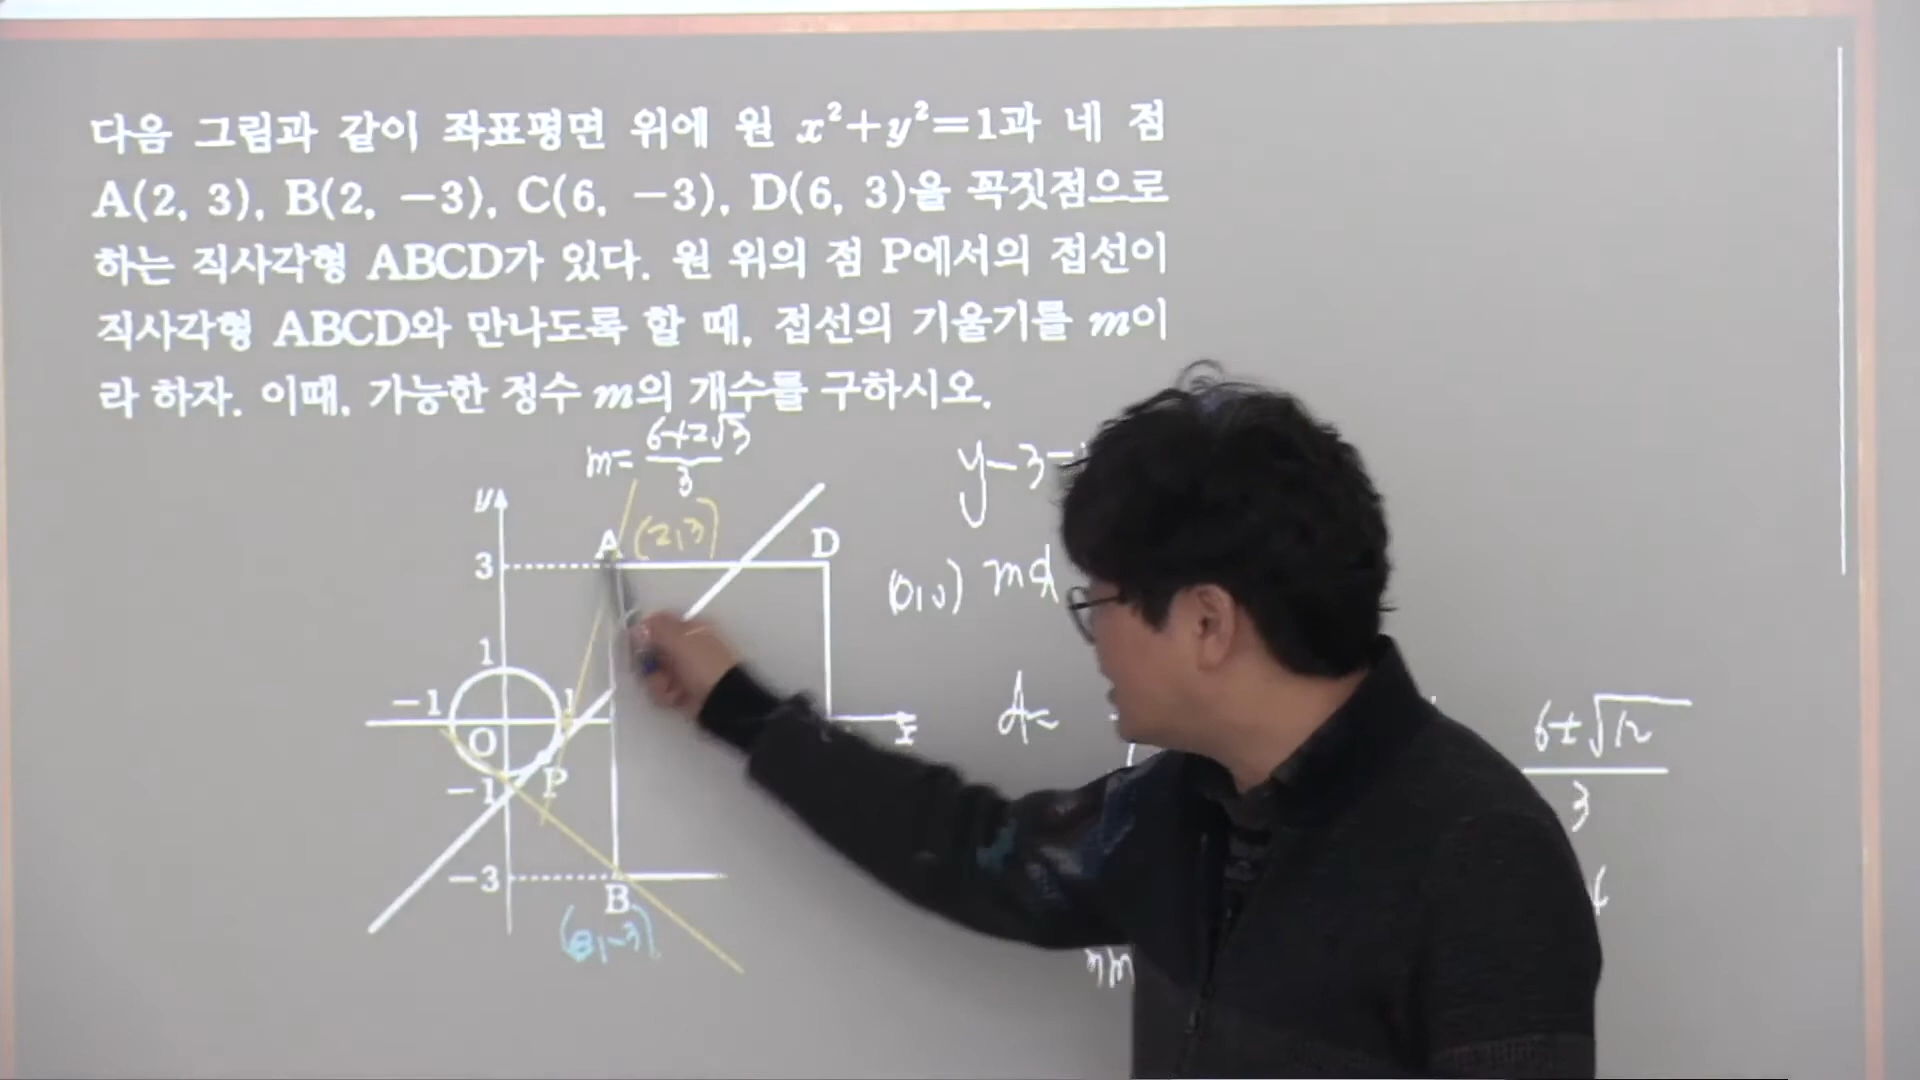 다음 그림과 같이 좌표평면 위에 원 x²+y²=1과 네 점
A(2, 3), B(2, −3), C(6, −3), D(6, 3)을 꼭짓점으로
하는 직사각형 ABCD가 있다. 원 위의 점 P에서의 접선이
직사각형 ABCD와 만나도록 할 때, 접선의 기울기를 m이
라 하자. 이때, 가능한 정수 m의 개수를 구하시오.
m= 6+2√3 / 3
y−3=
y
A (2,3) D
3
(0,0)
1
−1 1
O x
A=
6±√12 / 3
−1 P
−3
B